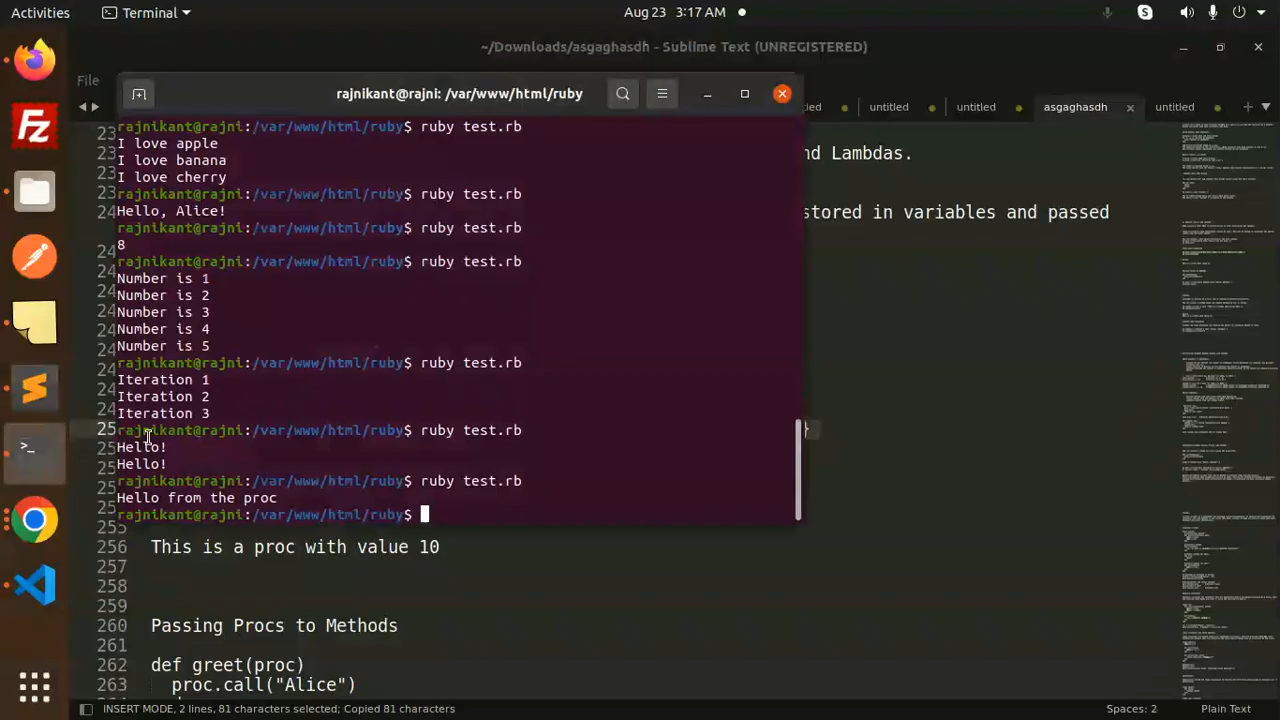 Activities
Terminal
Aug 23 3:17 AM
~/Downloads/asgaghasdh - Sublime Text (UNREGISTERED)
File
rajnikant@rajni: /var/www/html/ruby
untitled
untitled
asgaghasdh
untitled
rajnikant@rajni:/var/www/html/ruby$ ruby test.rb
I love apple
I love banana
I love cherry
nd Lambdas.
rajnikant@rajni:/var/www/html/ruby$ ruby test.rb
Hello, Alice!
stored in variables and passed
rajnikant@rajni:/var/www/html/ruby$ ruby test.rb
8
rajnikant@rajni:/var/www/html/ruby$ ruby test.rb
Number is 1
Number is 2
Number is 3
Number is 4
Number is 5
rajnikant@rajni:/var/www/html/ruby$ ruby test.rb
Iteration 1
Iteration 2
Iteration 3
rajnikant@rajni:/var/www/html/ruby$ ruby test.rb
Hello!
Hello!
rajnikant@rajni:/var/www/html/ruby$ ruby test.rb
Hello from the proc
rajnikant@rajni:/var/www/html/ruby$
256 This is a proc with value 10
257
258
259
260 Passing Procs to Methods
261
262 def greet(proc)
263 proc.call("Alice")
INSERT MODE, 2 lines, 81 characters selected; Copied 81 characters
Spaces: 2
Plain Text